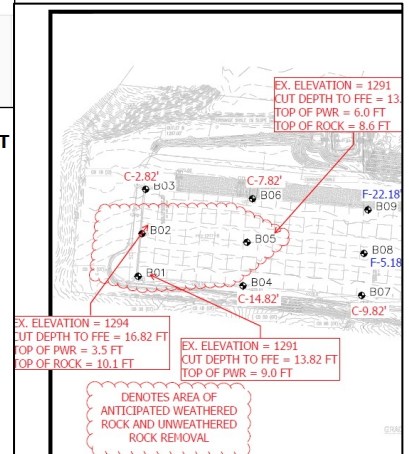 T
EX. ELEVATION = 1291
CUT DEPTH TO FFE = 13.
TOP OF PWR = 6.0 FT
TOP OF ROCK = 8.6 FT
C-2.82'
B03
C-7.82'
B06
F-22.18'
B09
B02
B05
B08
F-5.18
B01
B04
C-14.82'
B07
C-9.82'
EX. ELEVATION = 1294
CUT DEPTH TO FFE = 16.82 FT
TOP OF PWR = 3.5 FT
TOP OF ROCK = 10.1 FT
EX. ELEVATION = 1291
CUT DEPTH TO FFE = 13.82 FT
TOP OF PWR = 9.0 FT
DENOTES AREA OF
ANTICIPATED WEATHERED
ROCK AND UNWEATHERED
ROCK REMOVAL